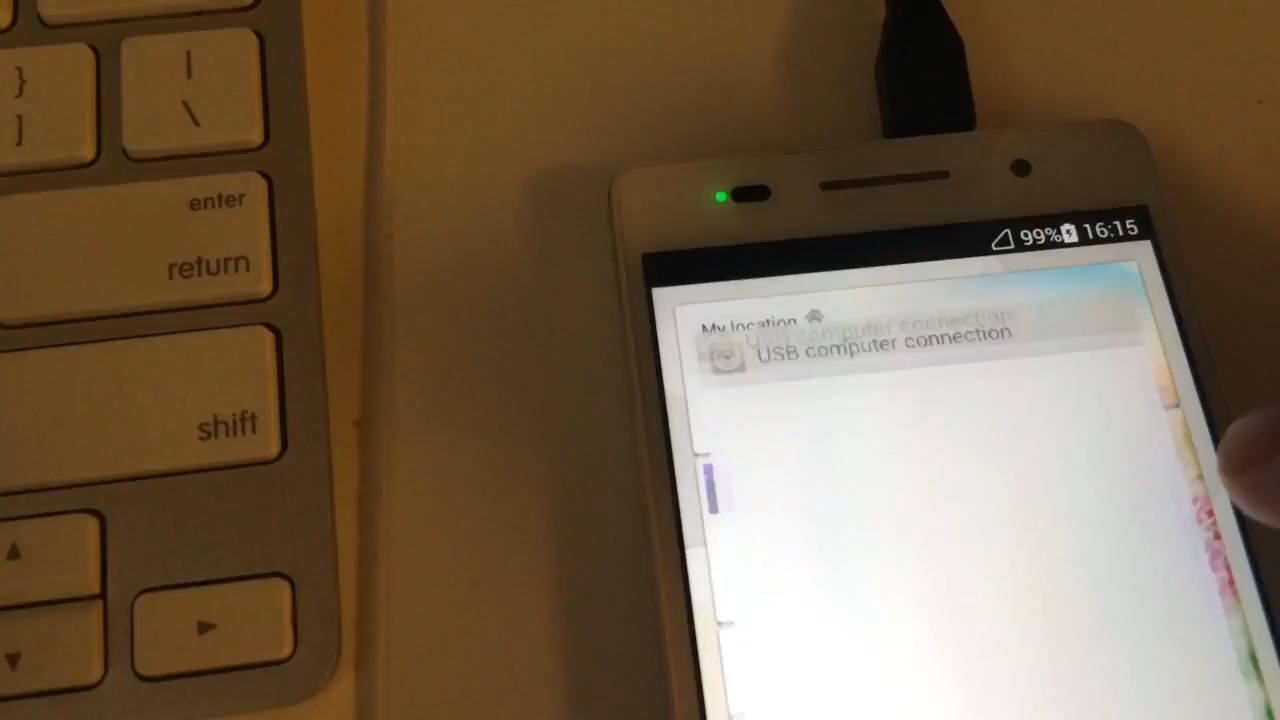 }
]
|
\
enter
return
shift
99% 16:15
My location
USB computer connection
USB computer connection